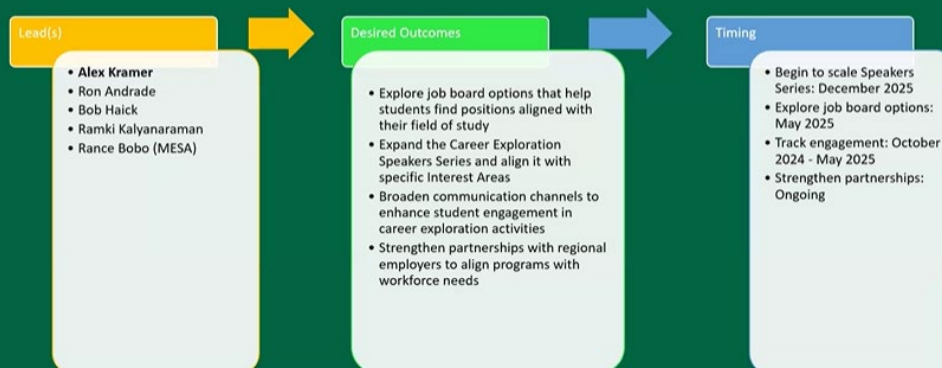 Lead(s)
• Alex Kramer
• Ron Andrade
• Bob Haick
• Ramki Kalyanaraman
• Rance Bobo (MESA)
Desired Outcomes
• Explore job board options that help
students find positions aligned with
their field of study
• Expand the Career Exploration
Speakers Series and align it with
specific Interest Areas
• Broaden communication channels to
enhance student engagement in
career exploration activities
• Strengthen partnerships with regional
employers to align programs with
workforce needs
Timing
• Begin to scale Speakers
Series: December 2025
• Explore job board options:
May 2025
• Track engagement: October
2024 - May 2025
• Strengthen partnerships:
Ongoing